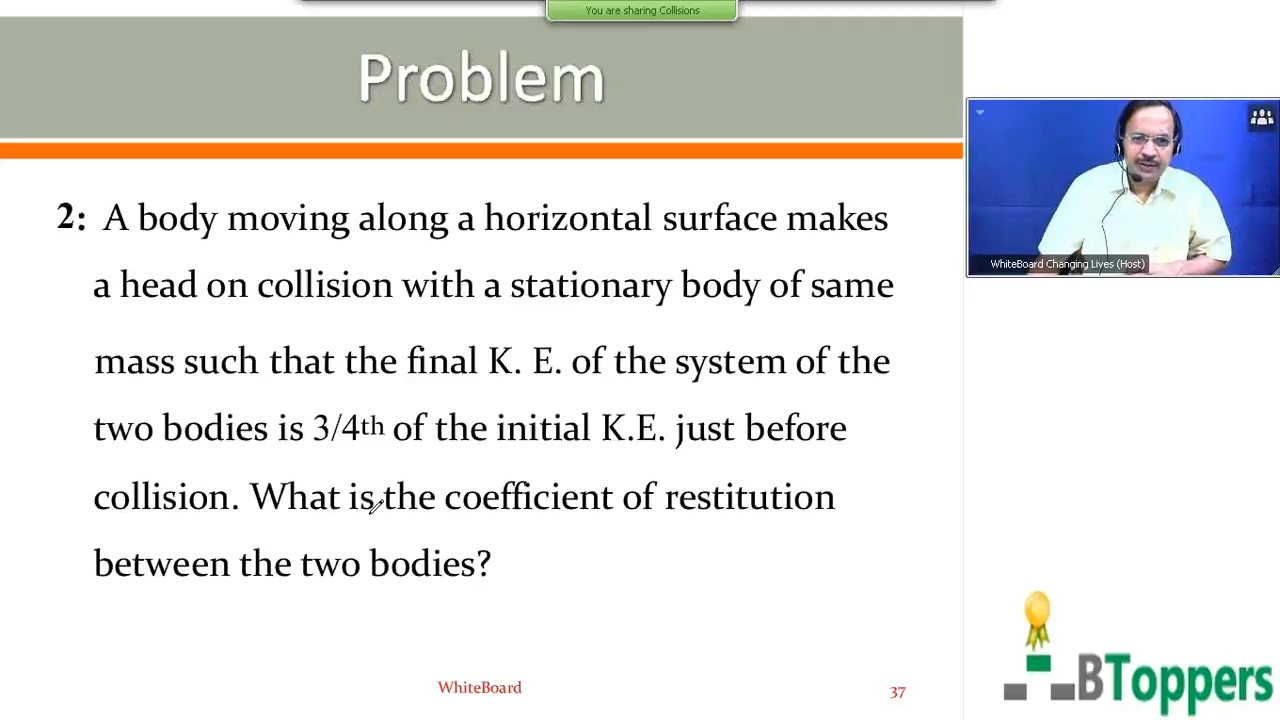 You are sharing Collisions
Problem
2: A body moving along a horizontal surface makes
a head on collision with a stationary body of same
mass such that the final K. E. of the system of the
two bodies is 3/4th of the initial K.E. just before
collision. What is the coefficient of restitution
between the two bodies?
WhiteBoard Changing Lives (Host)
WhiteBoard
37
BToppers